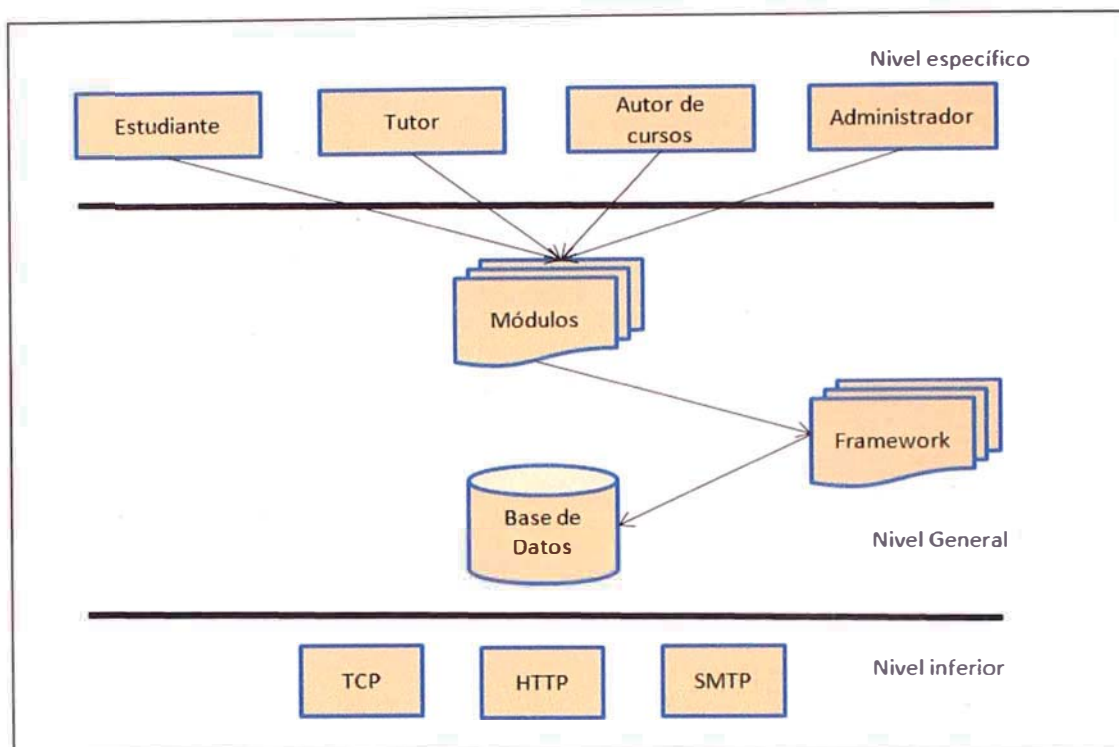 Nivel específico
Estudiante
Tutor
Autor de
cursos
Administrador
Módulos
Framework
Base de
Datos
Nivel General
TCP
HTTP
SMTP
Nivel inferior